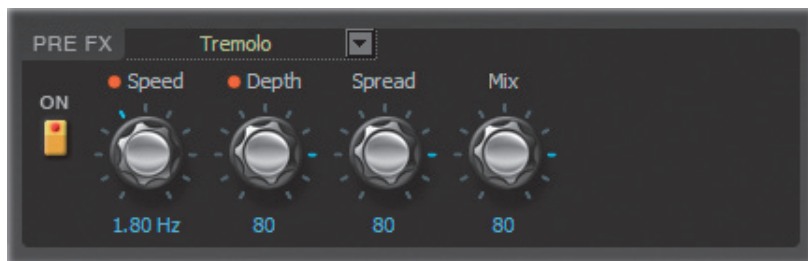 PRE FX Tremolo
ON Speed Depth Spread Mix
1.80 Hz 80 80 80